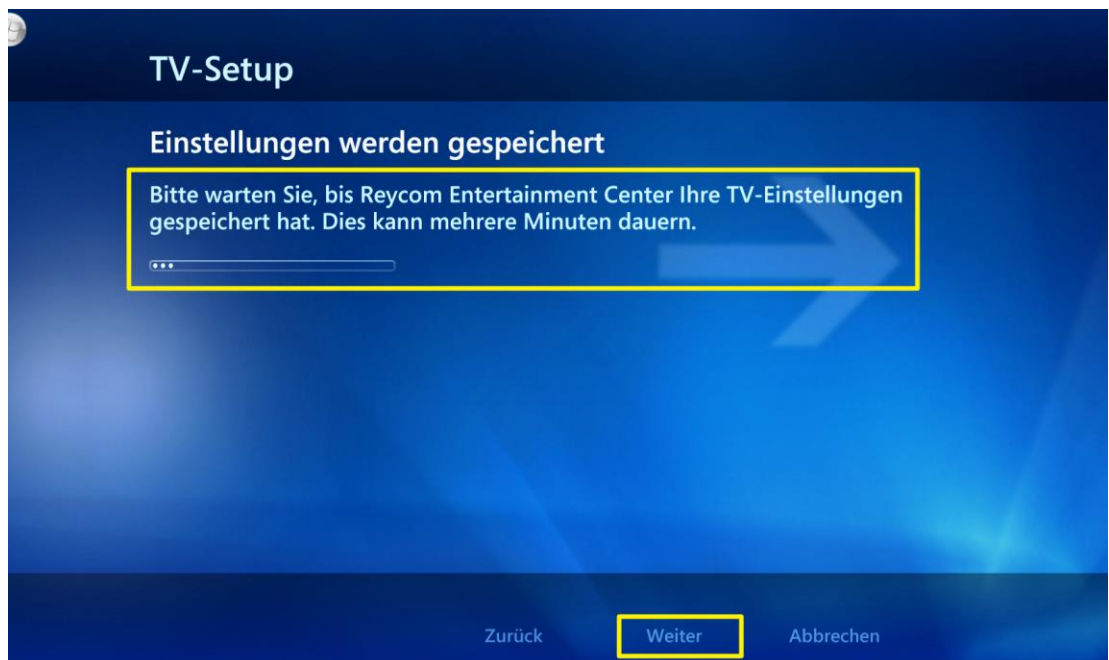 TV-Setup
Einstellungen werden gespeichert
Bitte warten Sie, bis Reycom Entertainment Center Ihre TV-Einstellungen
gespeichert hat. Dies kann mehrere Minuten dauern.
Zurück Weiter Abbrechen